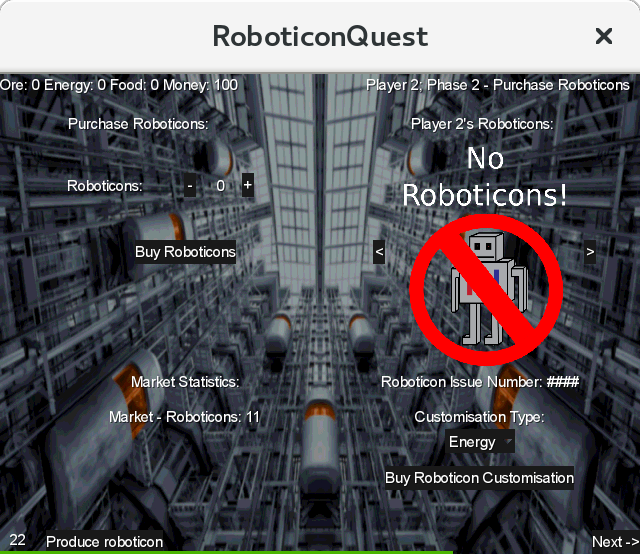 RoboticonQuest
Ore: 0 Energy: 0 Food: 0 Money: 100
Player 2; Phase 2 - Purchase Roboticons
Purchase Roboticons:
Player 2's Roboticons:
No
Roboticons!
Roboticons: - 0 +
Buy Roboticons
< >
Market Statistics:
Roboticon Issue Number: ####
Market - Roboticons: 11
Customisation Type:
Energy
Buy Roboticon Customisation
22 Produce roboticon
Next ->